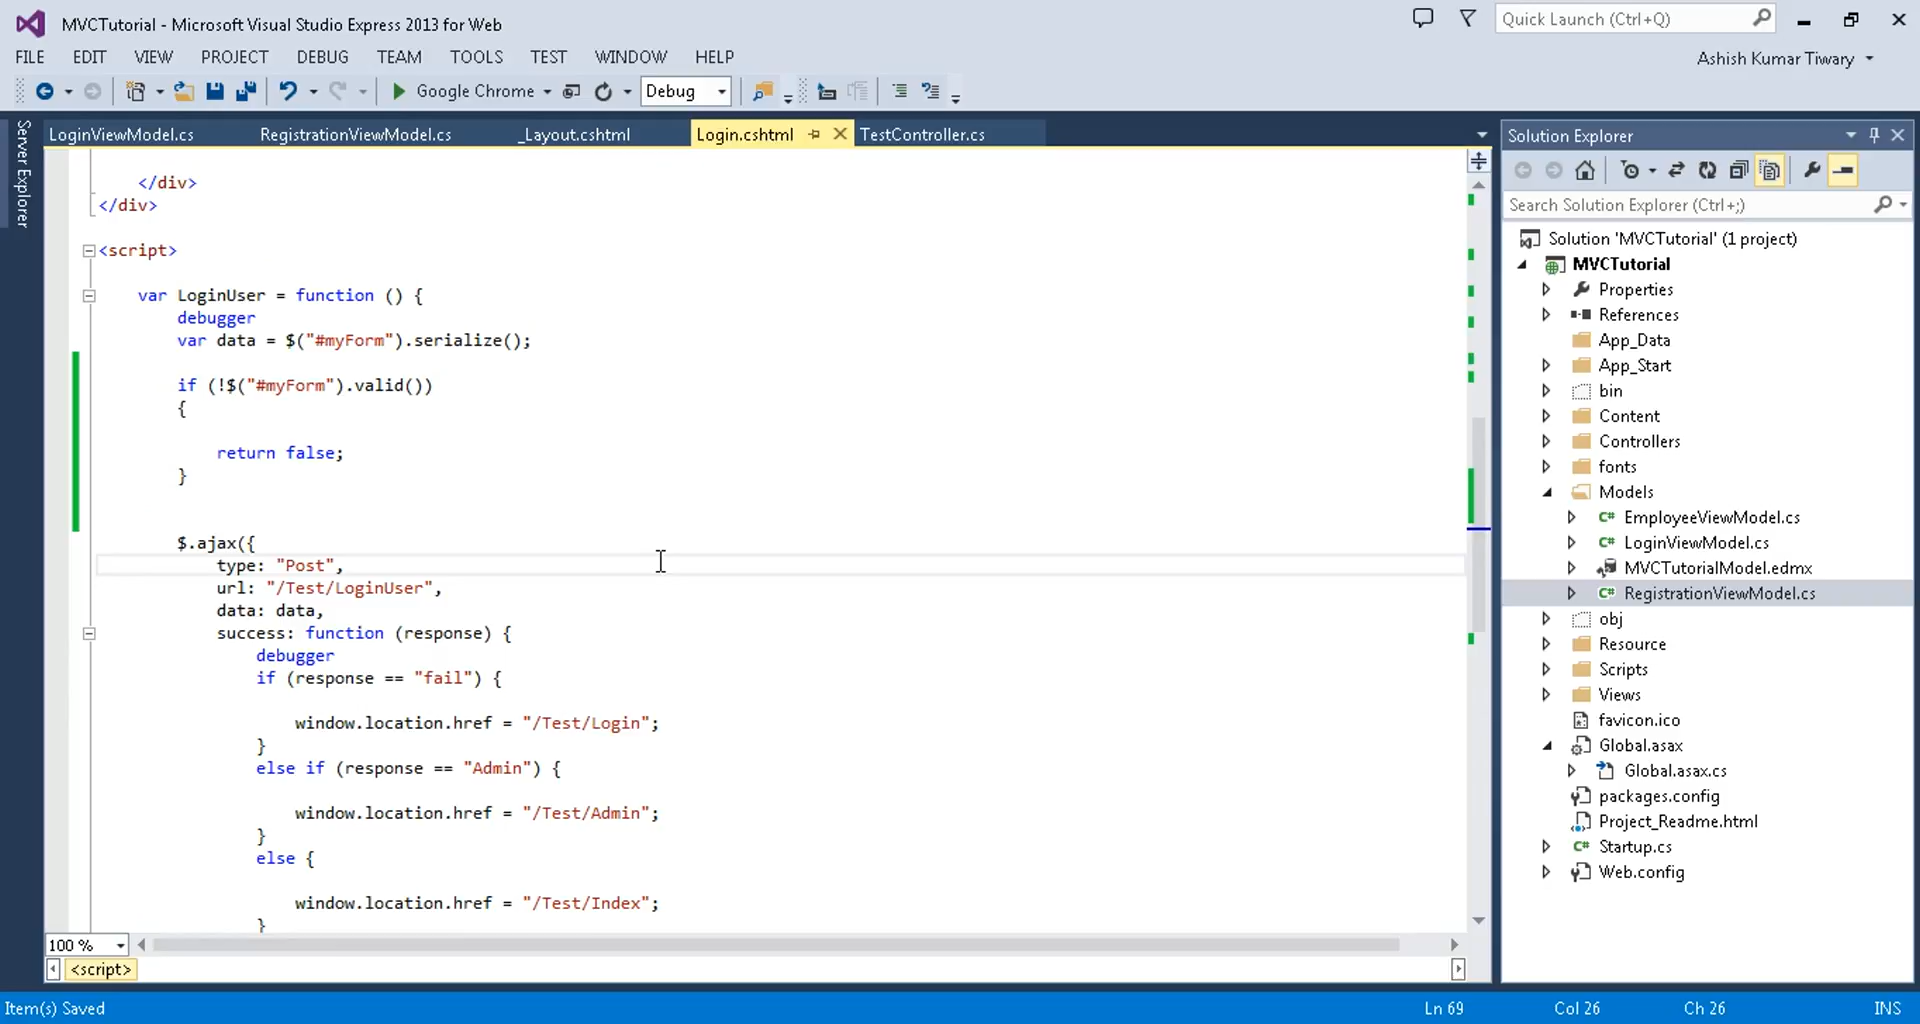 MVCTutorial - Microsoft Visual Studio Express 2013 for Web
Quick Launch (Ctrl+Q)
FILE EDIT VIEW PROJECT DEBUG TEAM TOOLS TEST WINDOW HELP
Ashish Kumar Tiwary
Google Chrome Debug
Server Explorer
LoginViewModel.cs RegistrationViewModel.cs _Layout.cshtml Login.cshtml TestController.cs
</div>
</div>
<script>
var LoginUser = function () {
debugger
var data = $("#myForm").serialize();
if (!$("#myForm").valid())
{
return false;
}
$.ajax({
type: "Post",
url: "/Test/LoginUser",
data: data,
success: function (response) {
debugger
if (response == "fail") {
window.location.href = "/Test/Login";
}
else if (response == "Admin") {
window.location.href = "/Test/Admin";
}
else {
window.location.href = "/Test/Index";
}
100 %
<script>
Solution Explorer
Search Solution Explorer (Ctrl+;)
Solution 'MVCTutorial' (1 project)
MVCTutorial
Properties
References
App_Data
App_Start
bin
Content
Controllers
fonts
Models
EmployeeViewModel.cs
LoginViewModel.cs
MVCTutorialModel.edmx
RegistrationViewModel.cs
obj
Resource
Scripts
Views
favicon.ico
Global.asax
Global.asax.cs
packages.config
Project_Readme.html
Startup.cs
Web.config
Item(s) Saved Ln 69 Col 26 Ch 26 INS